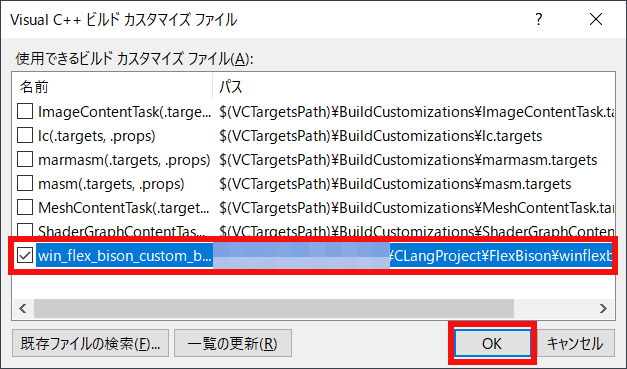 Visual C++ ビルド カスタマイズ ファイル
使用できるビルド カスタマイズ ファイル(A):
名前 パス
ImageContentTask(.targe... $(VCTargetsPath)¥BuildCustomizations¥ImageContentTask.ta
lc(.targets, .props) $(VCTargetsPath)¥BuildCustomizations¥lc.targets
marmasm(.targets, .props) $(VCTargetsPath)¥BuildCustomizations¥marmasm.targets
masm(.targets, .props) $(VCTargetsPath)¥BuildCustomizations¥masm.targets
MeshContentTask(.target... $(VCTargetsPath)¥BuildCustomizations¥MeshContentTask.tar
ShaderGraphContentTas... $(VCTargetsPath)¥BuildCustomizations¥ShaderGraphContent
win_flex_bison_custom_b... ¥CLangProject¥FlexBison¥winflexb
既存ファイルの検索(F)... 一覧の更新(R) OK キャンセル